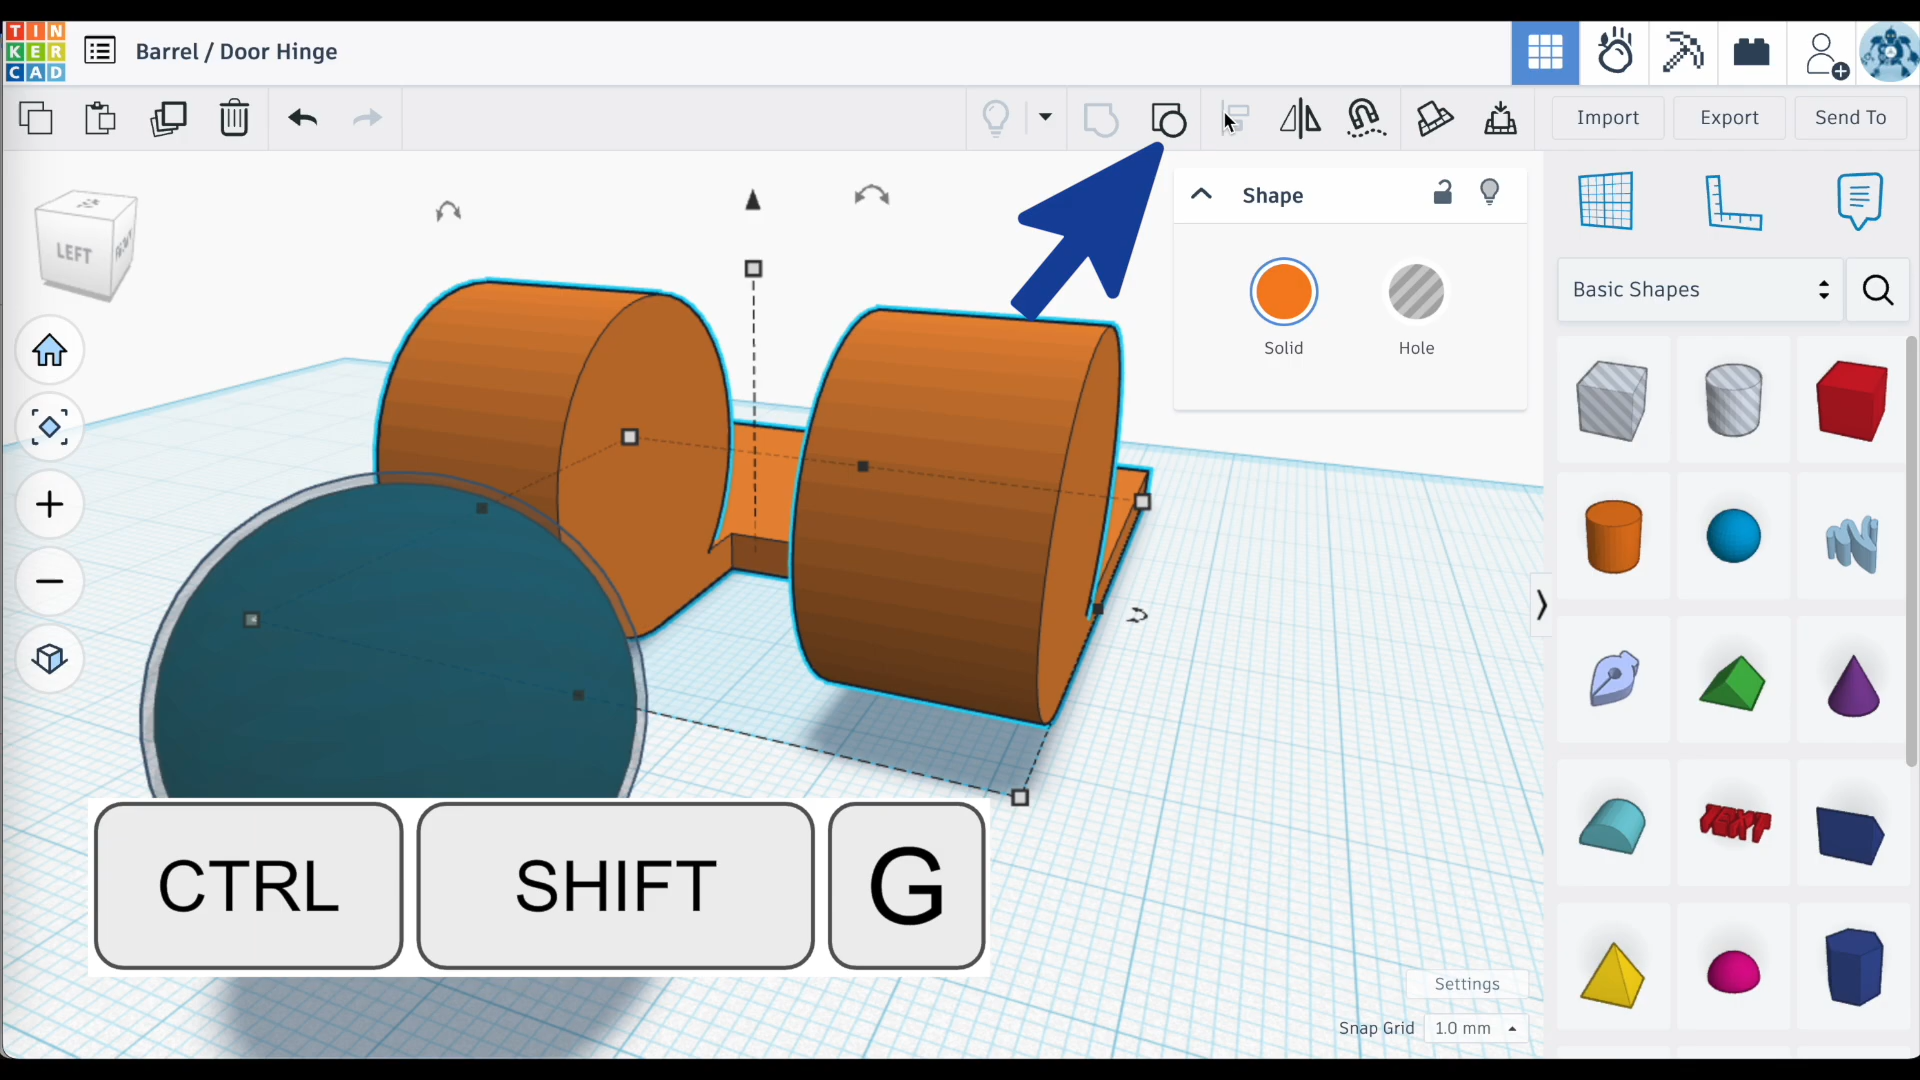 TIN
KER
CAD
Barrel / Door Hinge
Import
Export
Send To
LEFT
Shape
Solid
Hole
Basic Shapes
TEXT
CTRL
SHIFT
G
Settings
Snap Grid
1.0 mm